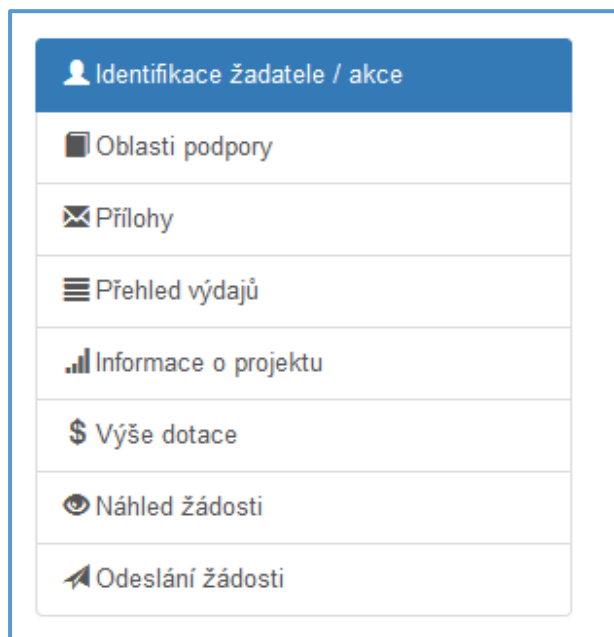 Identifikace žadatele / akce
Oblasti podpory
Přílohy
Přehled výdajů
Informace o projektu
$ Výše dotace
Náhled žádosti
Odeslání žádosti